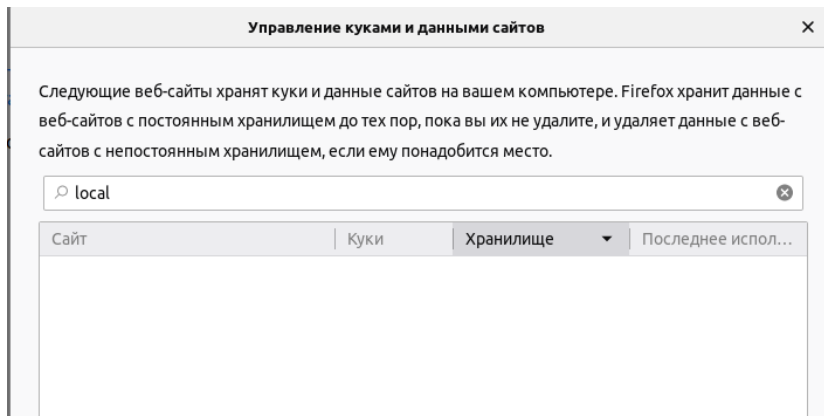 Управление куками и данными сайтов
Следующие веб-сайты хранят куки и данные сайтов на вашем компьютере. Firefox хранит данные с
веб-сайтов с постоянным хранилищем до тех пор, пока вы их не удалите, и удаляет данные с веб-
сайтов с непостоянным хранилищем, если ему понадобится место.
local
Сайт Куки Хранилище Последнее испол...